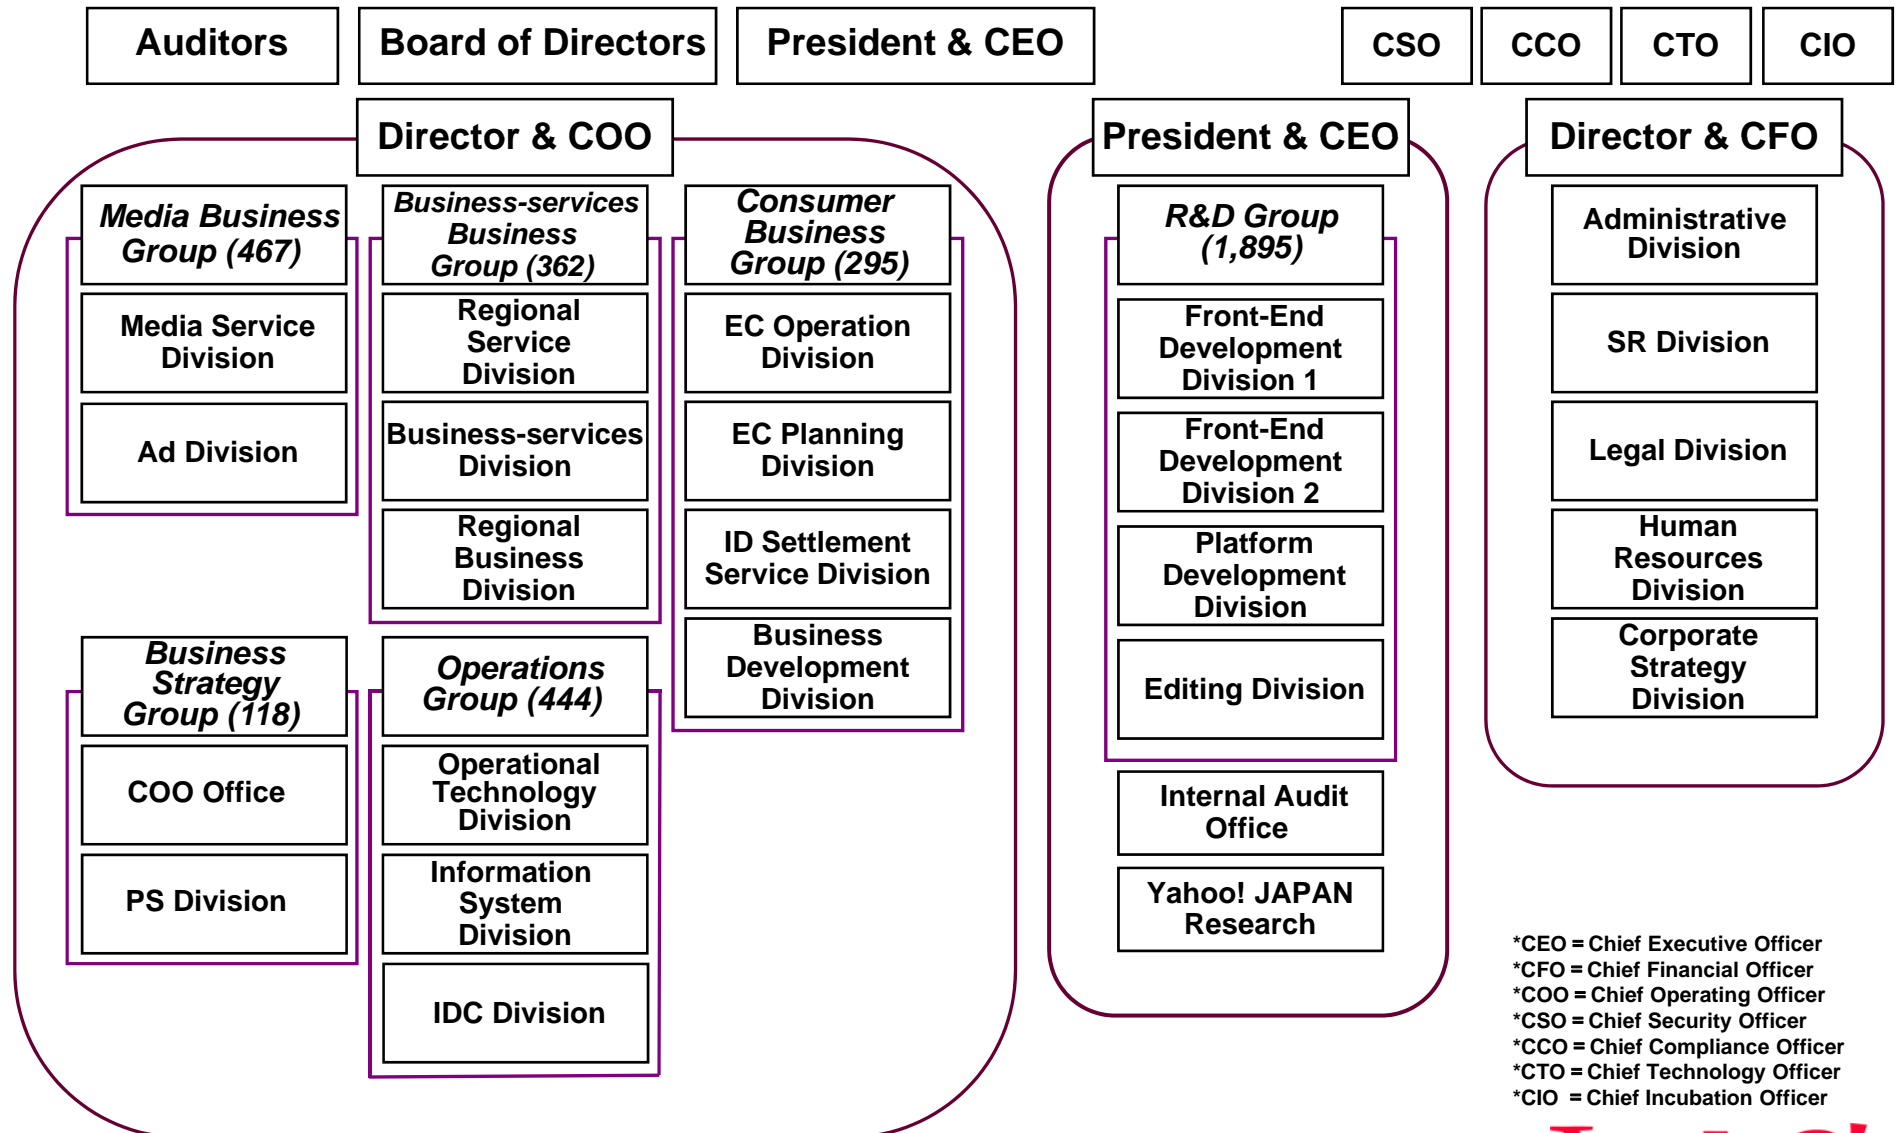 Auditors
Board of Directors
President & CEO
CSO
CCO
CTO
CIO
Director & COO
Media Business
Group (467)
Media Service
Division
Ad Division
Business-services
Business
Group (362)
Regional
Service
Division
Business-services
Division
Regional
Business
Division
Consumer
Business
Group (295)
EC Operation
Division
EC Planning
Division
ID Settlement
Service Division
Business
Development
Division
Business
Strategy
Group (118)
COO Office
PS Division
Operations
Group (444)
Operational
Technology
Division
Information
System
Division
IDC Division
President & CEO
R&D Group
(1,895)
Front-End
Development
Division 1
Front-End
Development
Division 2
Platform
Development
Division
Editing Division
Internal Audit
Office
Yahoo! JAPAN
Research
Director & CFO
Administrative
Division
SR Division
Legal Division
Human
Resources
Division
Corporate
Strategy
Division
*CEO = Chief Executive Officer
*CFO = Chief Financial Officer
*COO = Chief Operating Officer
*CSO = Chief Security Officer
*CCO = Chief Compliance Officer
*CTO = Chief Technology Officer
*CIO = Chief Incubation Officer